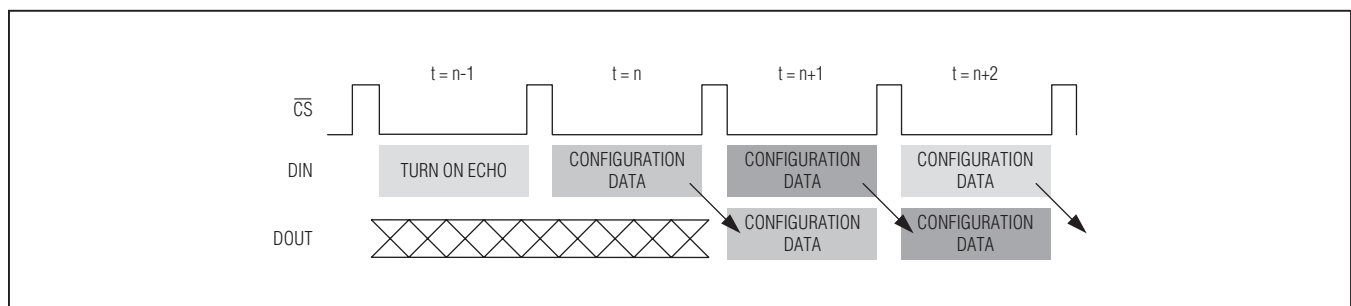 t = n-1 t = n t = n+1 t = n+2
CS
DIN TURN ON ECHO CONFIGURATION DATA CONFIGURATION DATA CONFIGURATION DATA
DOUT CONFIGURATION DATA CONFIGURATION DATA